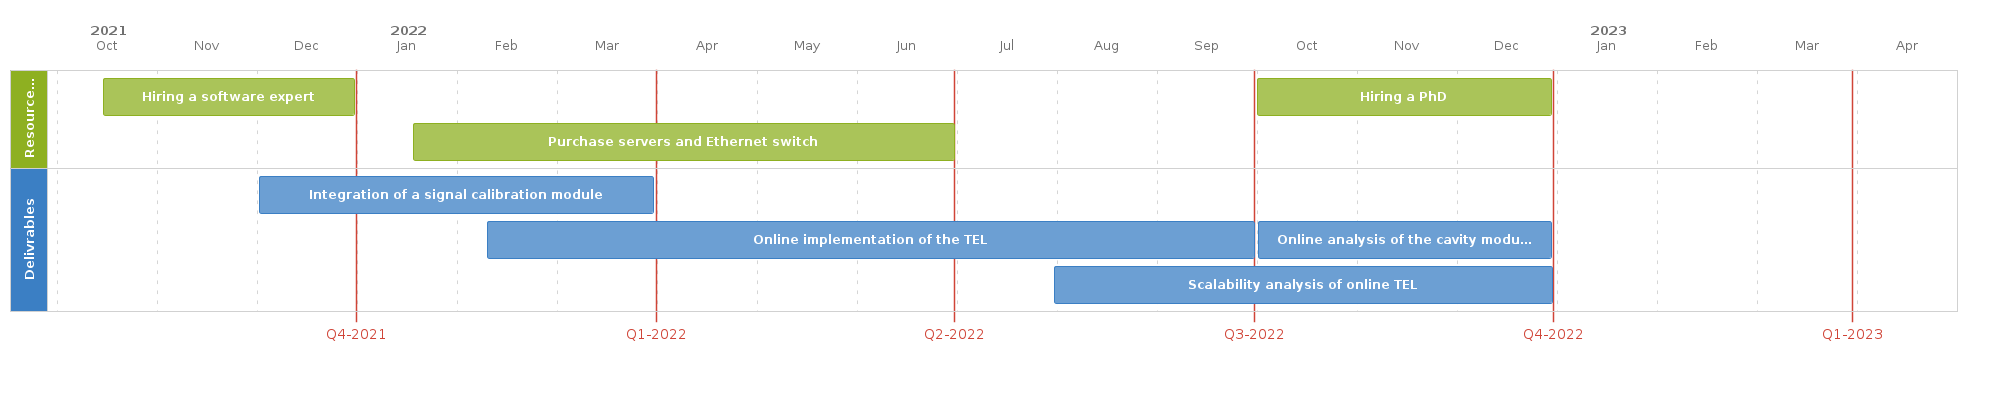 2021 2022 2023
Oct Nov Dec Jan Feb Mar Apr May Jun Jul Aug Sep Oct Nov Dec Jan Feb Mar Apr
Resource...
Hiring a software expert Hiring a PhD
Purchase servers and Ethernet switch
Delivrables
Integration of a signal calibration module
Online implementation of the TEL Online analysis of the cavity modu...
Scalability analysis of online TEL
Q4-2021 Q1-2022 Q2-2022 Q3-2022 Q4-2022 Q1-2023